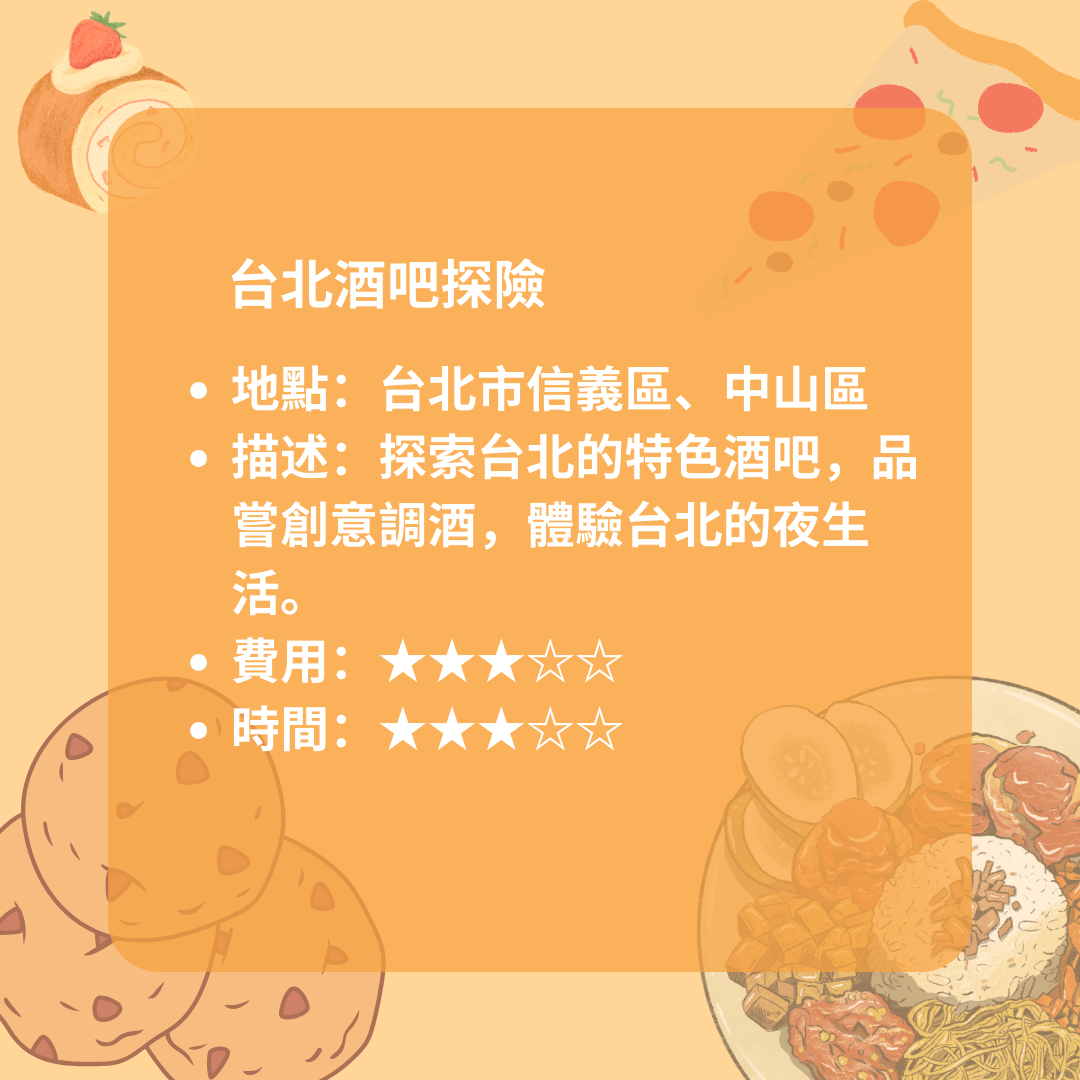 台北酒吧探險
• 地點：台北市信義區、中山區
• 描述：探索台北的特色酒吧，品
嘗創意調酒，體驗台北的夜生
活。
• 費用：★★★☆☆
• 時間：★★★☆☆